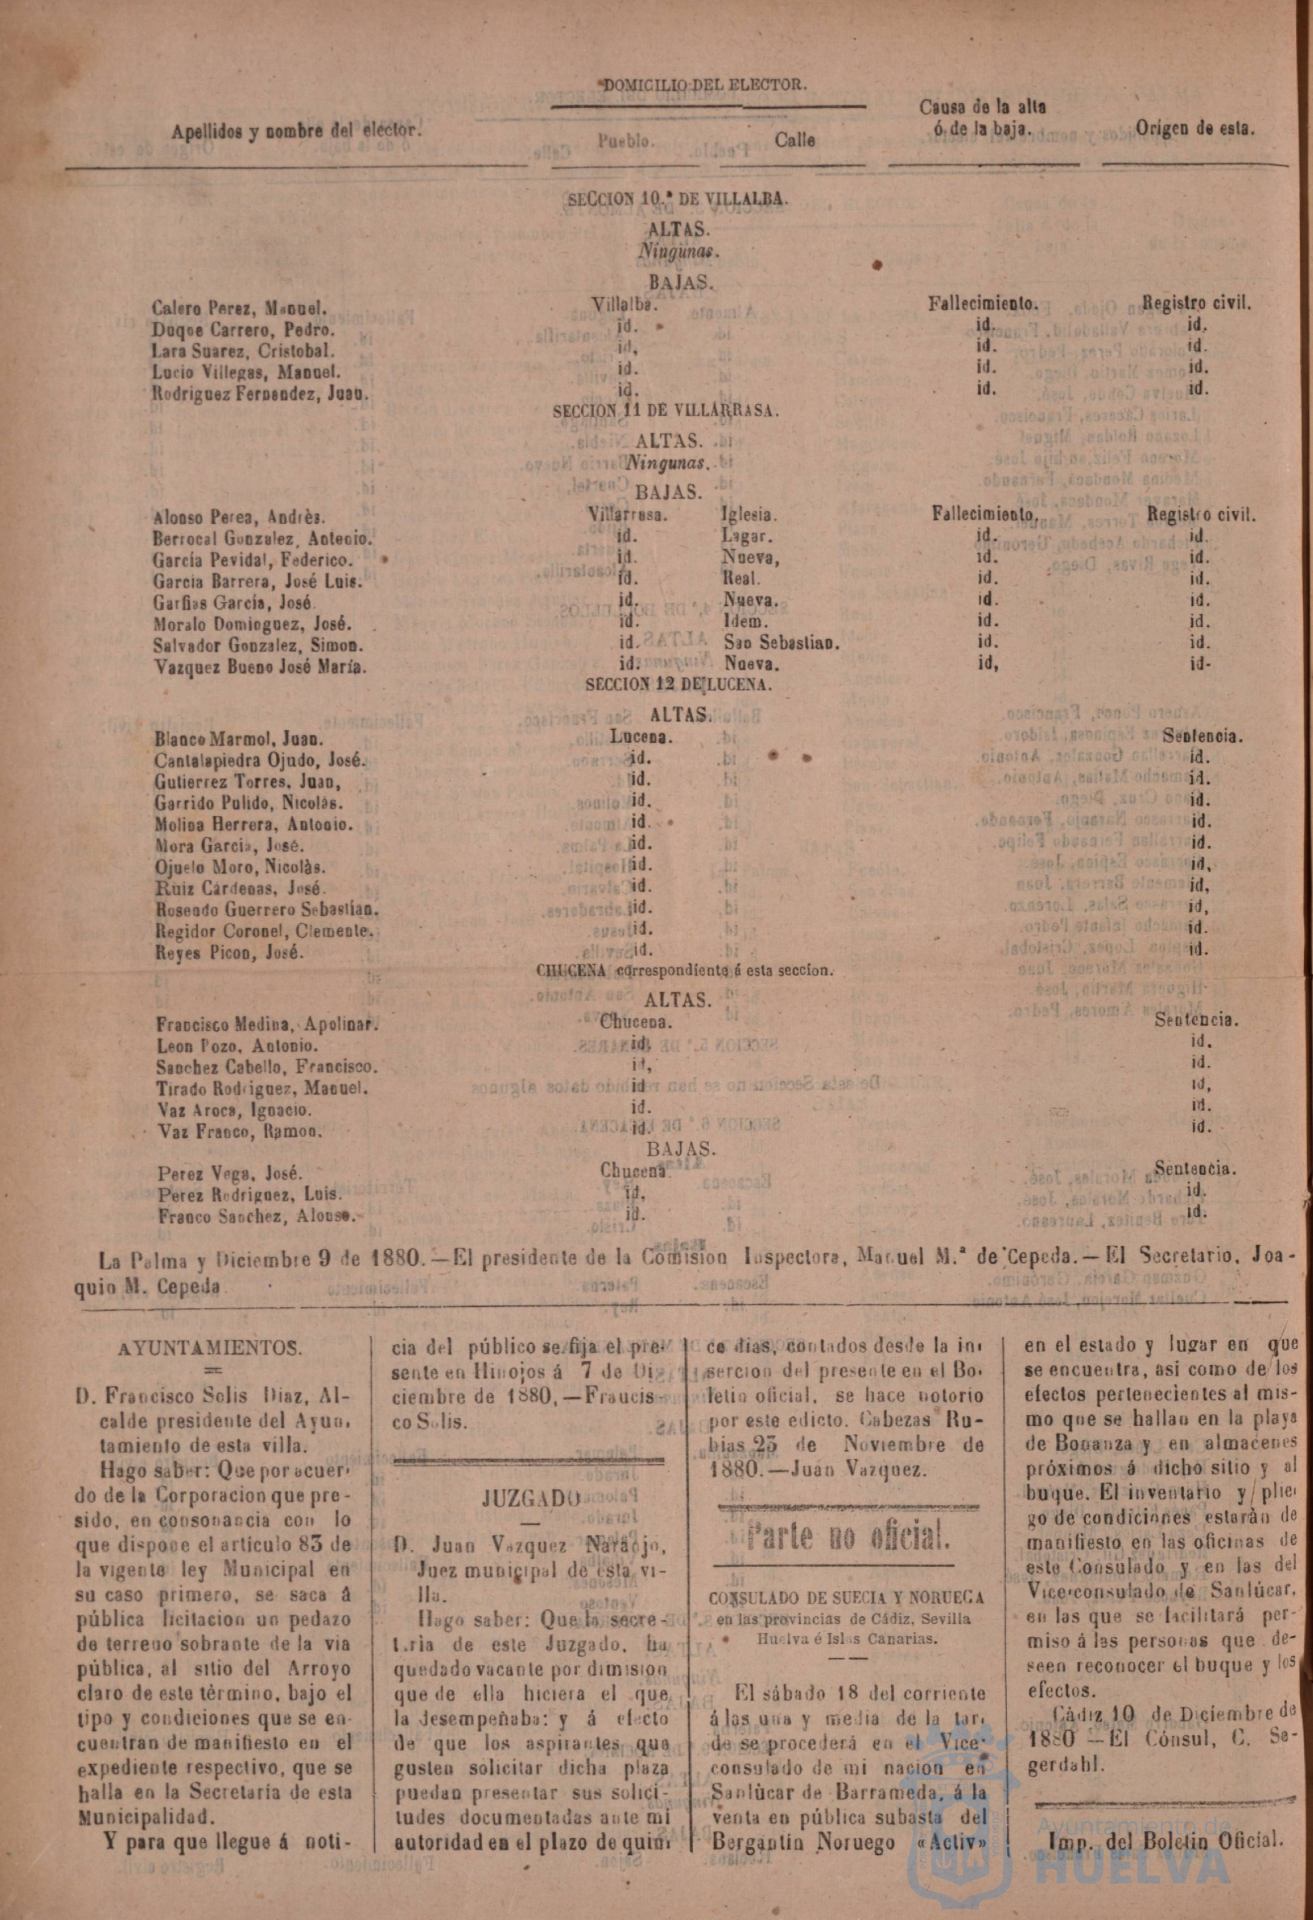 DOMICILIO DEL ELECTOR.
Apellidos y nombre del elector. Pueblo. Calle Causa de la alta ó de la baja. Origen de esta.
SECCION 10.ª DE VILLALBA.
ALTAS.
Ningunas.
BAJAS.
Calero Perez, Manuel. Villalba. Fallecimiento. Registro civil.
Duque Carrero, Pedro. id. id. id.
Lara Suarez, Cristobal. id, id. id.
Lucio Villegas, Manuel. id. id. id.
Rodriguez Fernandez, Juan. id. id. id.
SECCION 11 DE VILLARRASA.
ALTAS.
Ningunas.
BAJAS.
Alonso Perea, Andrès. Villarrasa. Iglesia. Fallecimiento, Registro civil.
Berrocal Gonzalez, Antonio. id. Lagar. id. id.
García Pevidal, Federico. id. Nueva, id. id.
Garcia Barrera, José Luis. id. Real. id. id.
Garfias García, José. id. Nueva. id. id.
Moralo Dominguez, José. id. Idem. id. id.
Salvador Gonzalez, Simon. id. San Sebastian. id. id.
Vazquez Bueno José María. id. Nueva. id, id-
SECCION 12 DE LUCENA.
ALTAS.
Blanco Marmol, Juan. Lucena. Sentencia.
Cantalapiedra Ojudo, José. id. id.
Gutierrez Torres, Juan, id. id.
Garrido Pulido, Nicolàs. id. id.
Molina Herrera, Antonio. id. id.
Mora Garcia, José. id. id.
Ojuelo Moro, Nicolàs. id. id,
Ruiz Cárdenas, José. id. id,
Rosendo Guerrero Sebastían. id. id,
Regidor Coronel, Clemente. id. id.
Reyes Picon, José. id. id.
CHUCENA correspondiente á esta seccion.
ALTAS.
Francisco Medina, Apolinar. Chucena. Sentencia.
Leon Pozo, Antonio. id. id.
Sanchez Cabello, Francisco. id, id.
Tirado Rodriguez, Manuel. id id,
Vaz Aroca, Ignacio. id. id.
Vaz Franco, Ramon. id. id.
BAJAS.
Perez Vega, José. Chucena Sentencia.
Perez Rodriguez, Luis. id, id.
Franco Sanchez, Alonso. id. id.
La Palma y Diciembre 9 de 1880.—El presidente de la Comision Inspectora, Manuel M.ª de Cepeda.—El Secretario, Joa-
quin M. Cepeda
AYUNTAMIENTOS.
D. Francisco Solis Diaz, Al-
calde presidente del Ayun-
tamiento de esta villa.
Hago saber: Que por acuer-
do de la Corporacion que pre-
sido, en consonancia con lo
que dispone el artículo 83 de
la vigente ley Municipal en
su caso primero, se saca á
pública licitacion un pedazo
de terreno sobrante de la via
pública, al sitio del Arroyo
claro de este término, bajo el
tipo y condiciones que se en-
cuentran de manifiesto en el
expediente respectivo, que se
halla en la Secretaría de esta
Municipalidad.
Y para que llegue á noti-
cia del público se fija el pre-
sente en Hinojos á 7 de Di-
ciembre de 1880,—Francis-
co Solis.
JUZGADO
D. Juan Vazquez Naranjo,
Juez municipal de esta vi-
lla.
Hago saber: Que la secre-
taria de este Juzgado, ha
quedado vacante por dimision
que de ella hiciera el que
la desempeñaba: y á efecto
de que los aspirantes que
gusten solicitar dicha plaza
puedan presentar sus solici-
tudes documentadas ante mi
autoridad en el plazo de quin-
ce dias, contados desde la in-
sercion del presente en el Bo-
letin oficial, se hace notorio
por este edicto. Cabezas Ru-
bias 25 de Noviembre de
1880.—Juan Vazquez.
Parte no oficial.
CONSULADO DE SUECIA Y NORUEGA
en las provincias de Cádiz, Sevilla
Huelva é Islas Canarias.
El sábado 18 del corriente
á las una y media de la tar-
de se procederá en el Vice-
consulado de mi nacion en
Sanlùcar de Barrameda, á la
venta en pública subasta del
Bergantin Noruego «Activ»
en el estado y lugar en que
se encuentra, asi como de los
efectos pertenecientes al mis-
mo que se hallan en la playa
de Bonanza y en almacenes
próximos á dicho sitio y al
buque. El inventario y plie-
go de condiciones estarán de
manifiesto en las oficinas de
este Consulado y en las del
Vice-consulado de Sanlúcar,
en las que se facilitará per-
miso á las personas que de-
seen reconocer el buque y los
efectos.
Cádiz 10 de Diciembre de
1880—El Cónsul, C. Se-
gerdahl.
Imp. del Boletin Oficial.
Ayuntamiento de
HUELVA